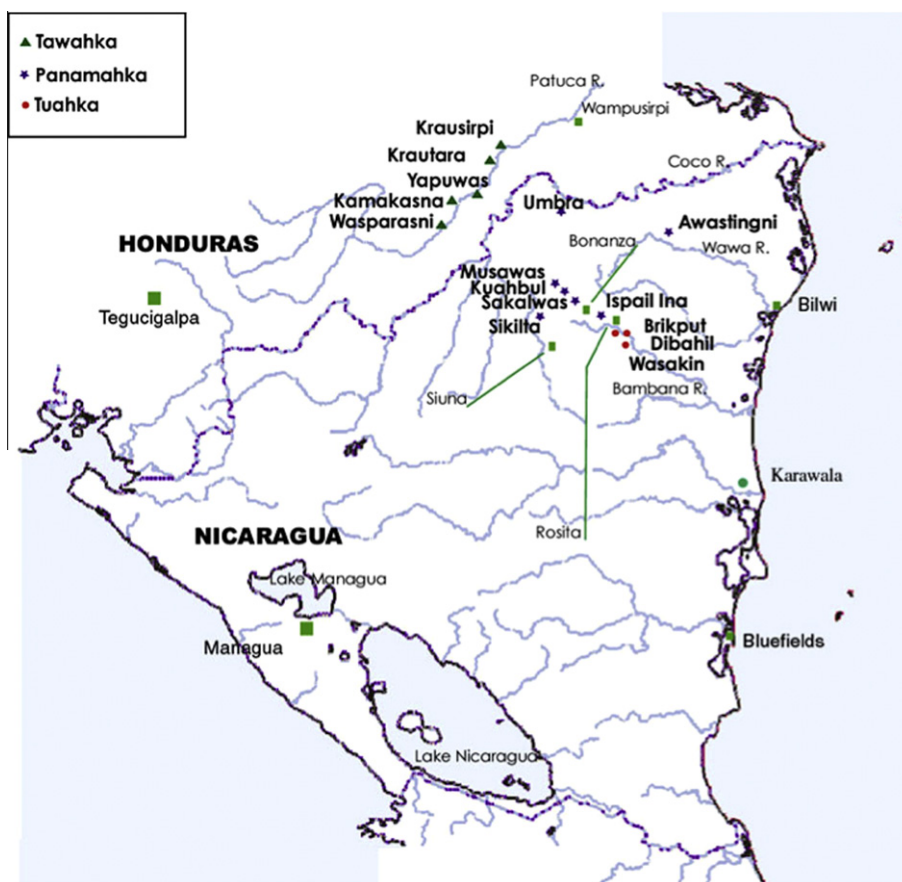 Tawahka
Panamahka
Tuahka
Patuca R.
Wampusirpi
Krausirpi
Krautara
Coco R.
Yapuwas
Kamakasna
Umbra
Wasparasni
Awastingni
HONDURAS
Bonanza
Wawa R.
Musawas
Kuahbul
Sakalwas
Ispail Ina
Bilwi
Tegucigalpa
Sikilta
Brikput
Dibahil
Wasakin
Siuna
Bambana R.
Karawala
NICARAGUA
Rosita
Lake Managua
Managua
Bluefields
Lake Nicaragua